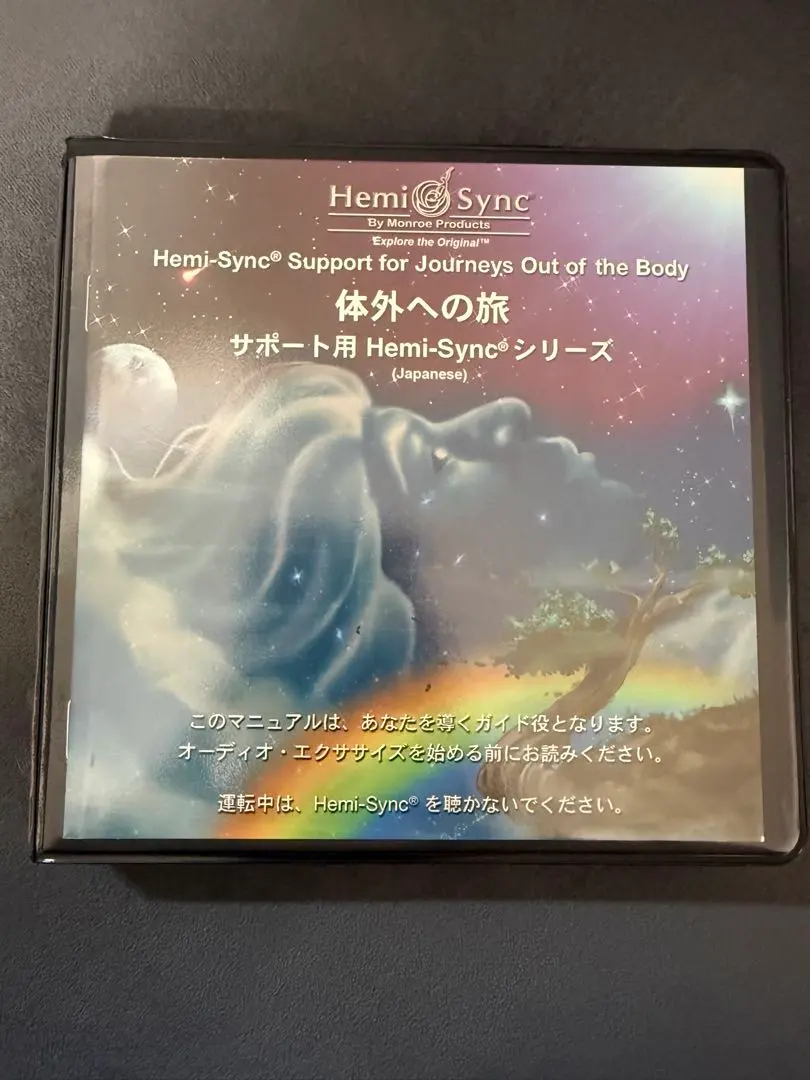 Hemi Sync®
By Monroe Products
Explore the Original™
Hemi-Sync® Support for Journeys Out of the Body
体外への旅
サポート用 Hemi-Sync® シリーズ
(Japanese)
このマニュアルは、あなたを導くガイド役となります。
オーディオ・エクササイズを始める前にお読みください。
運転中は、Hemi-Sync® を聴かないでください。